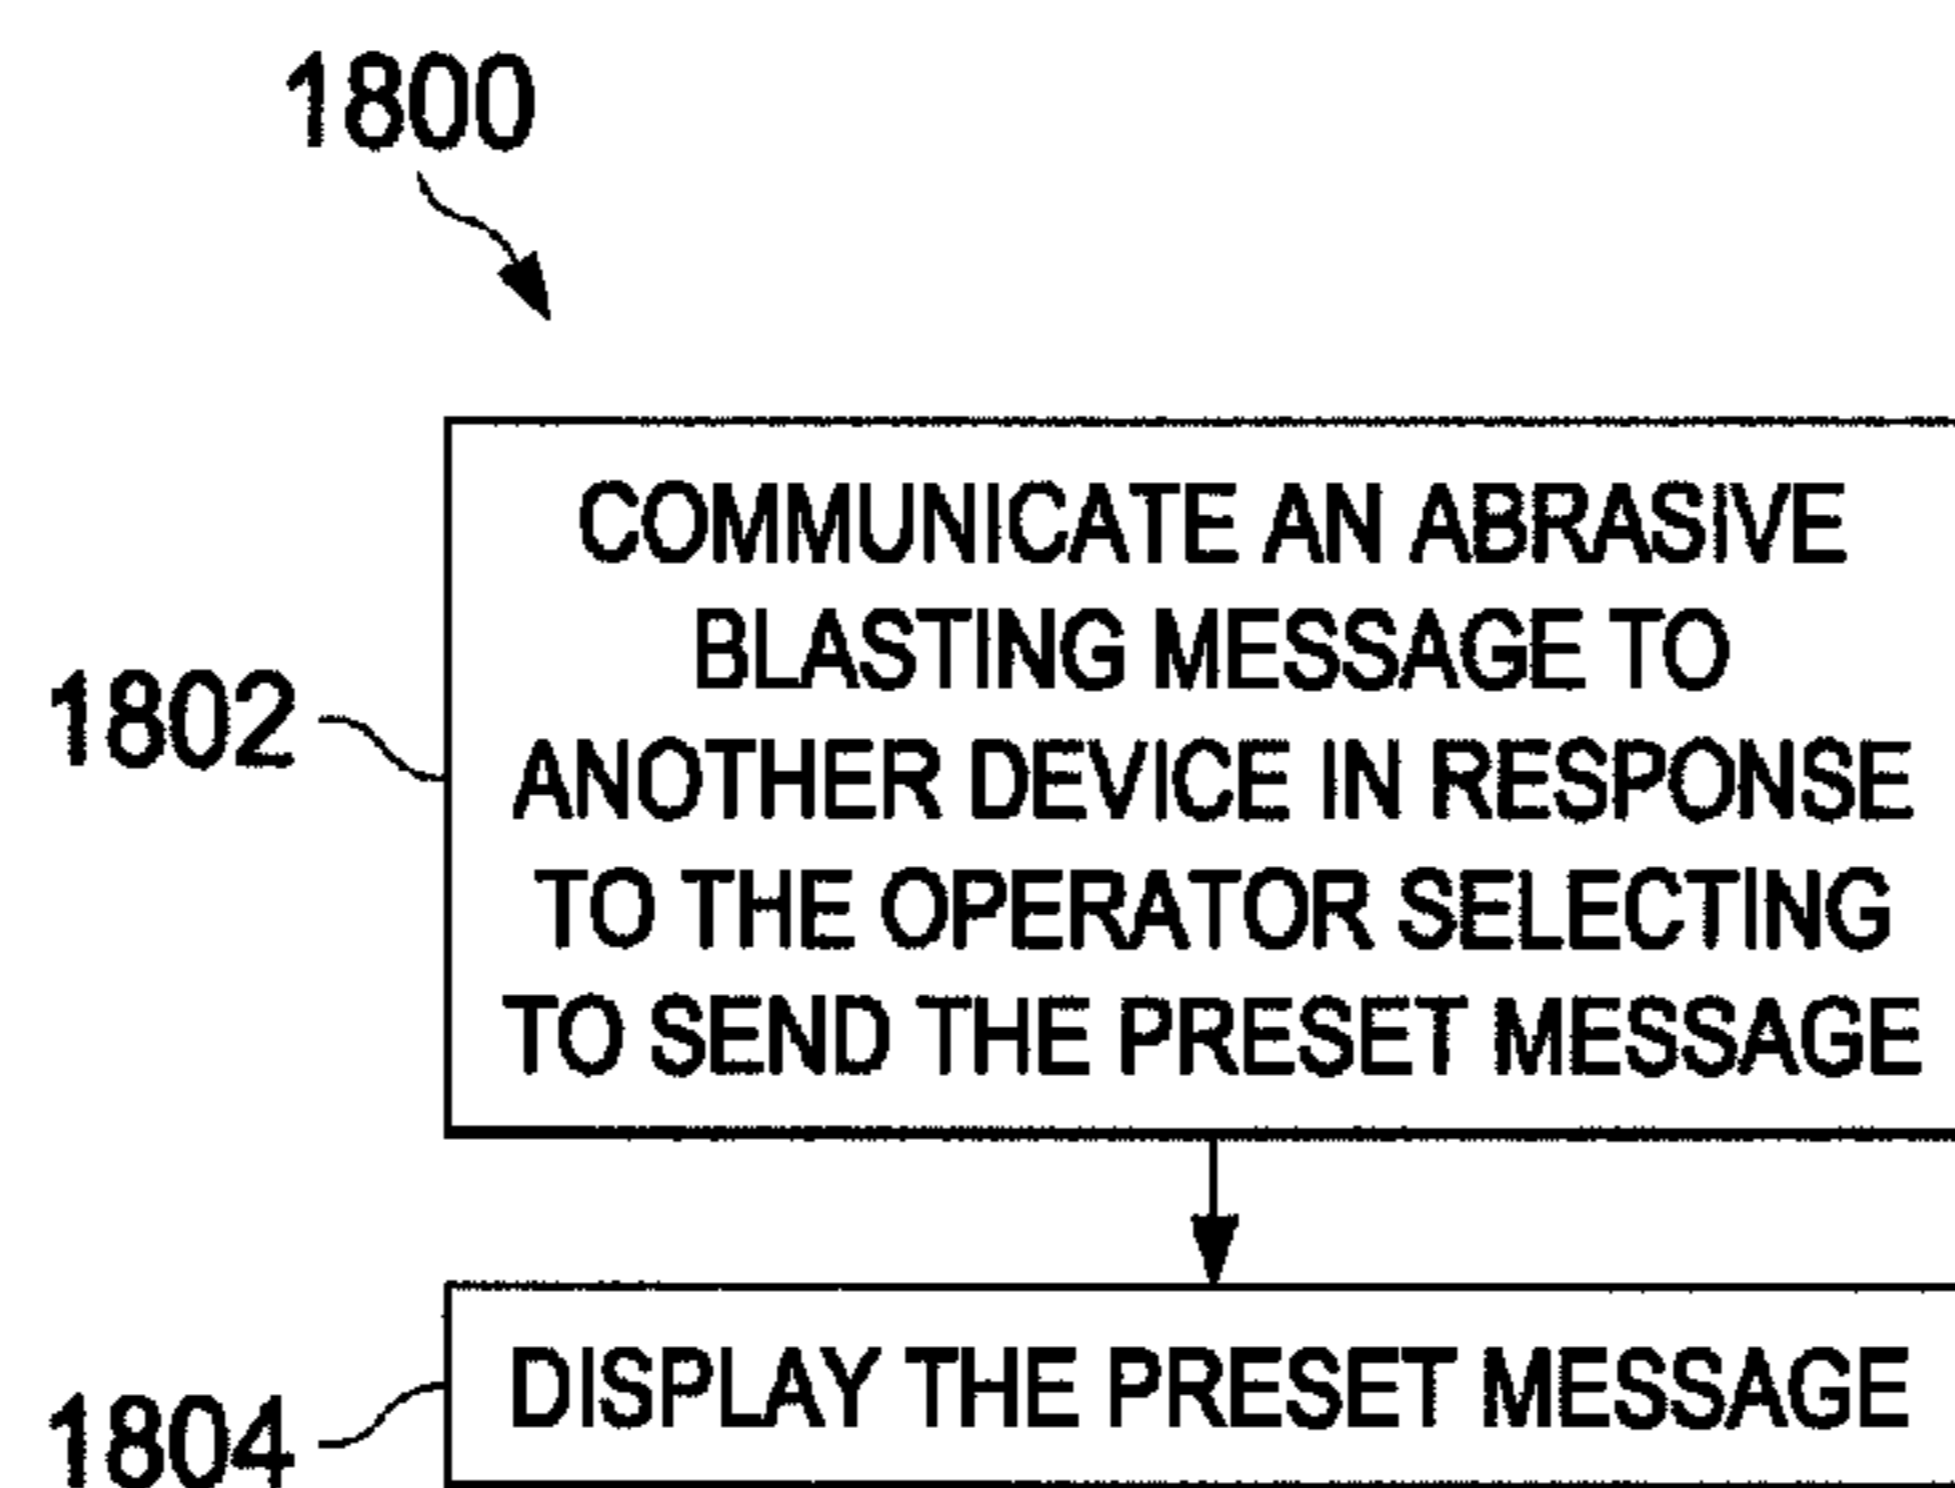 1800
COMMUNICATE AN ABRASIVE
BLASTING MESSAGE TO
1802
ANOTHER DEVICE IN RESPONSE
TO THE OPERATOR SELECTING
TO SEND THE PRESET MESSAGE
DISPLAY THE PRESET MESSAGE
1804